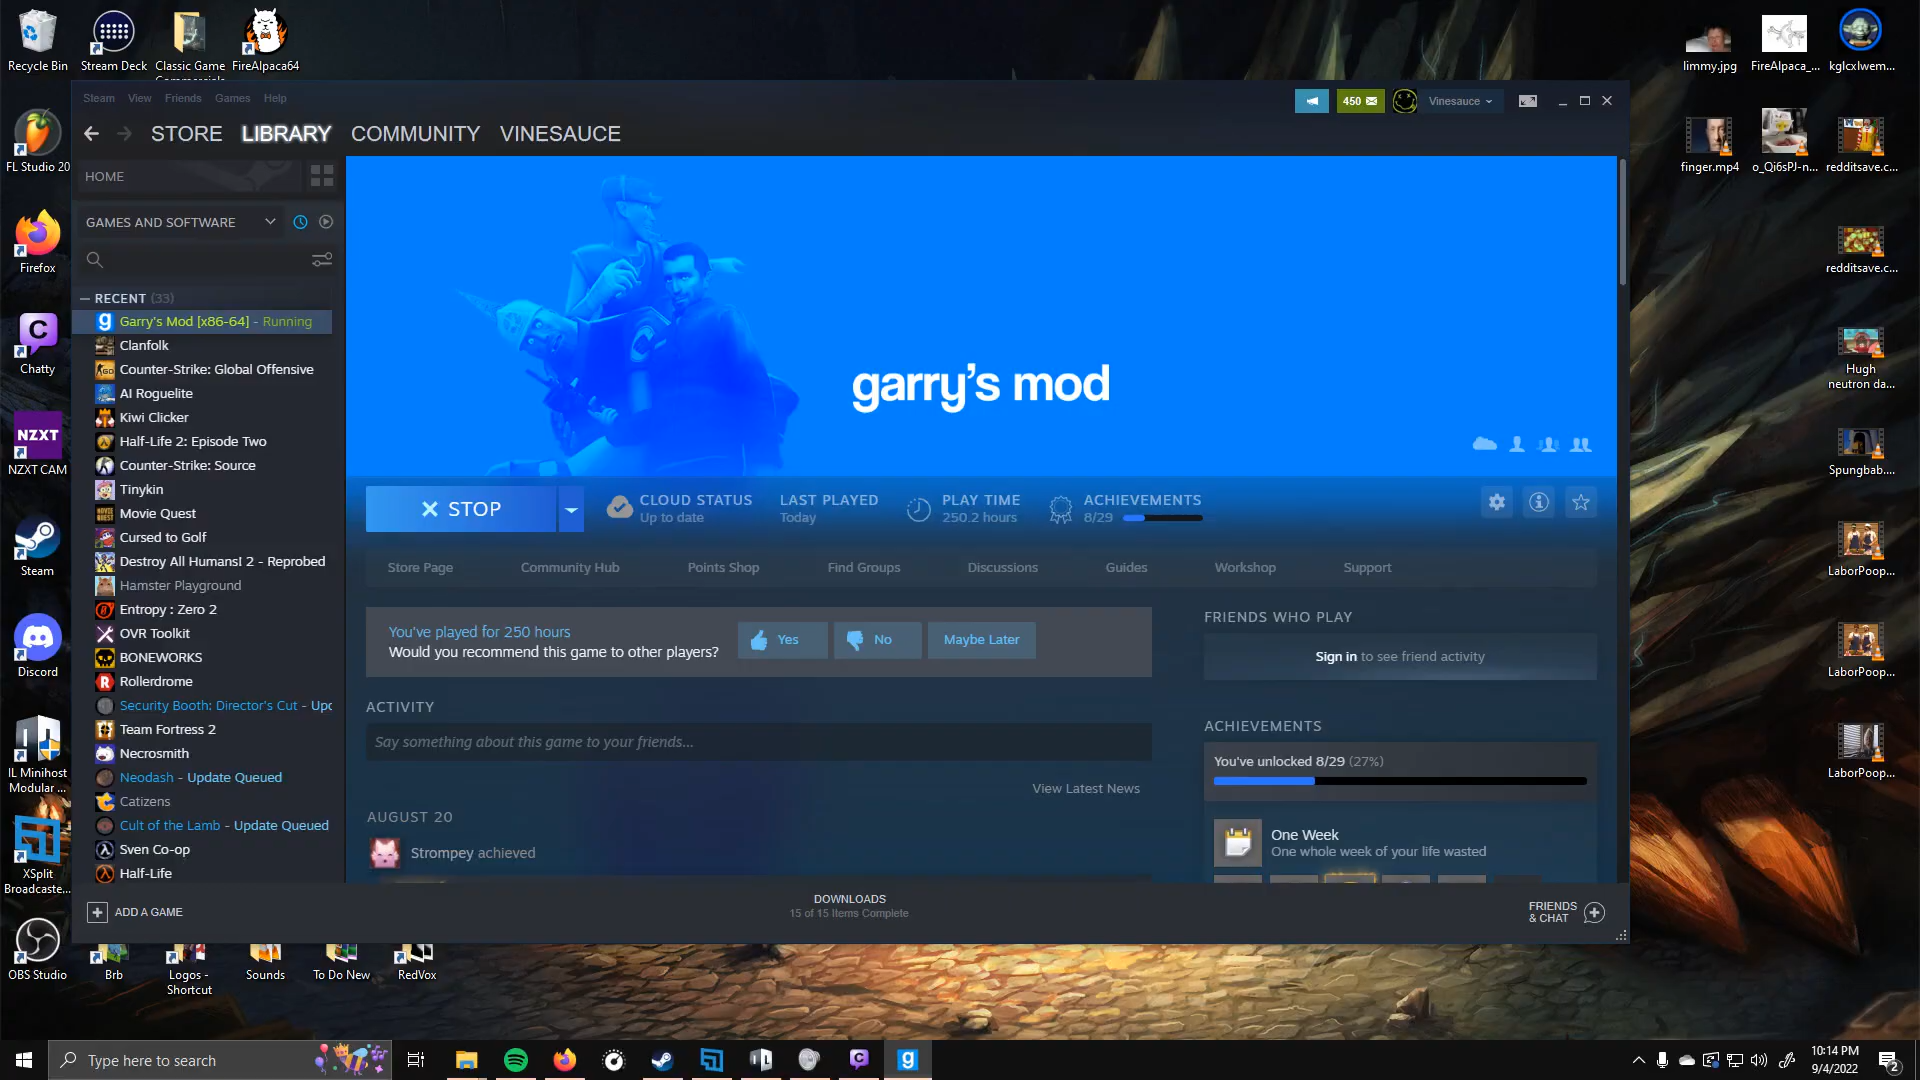 Recycle Bin
Stream Deck
Classic Game
FireAlpaca64
limmy.jpg
FireAlpaca_...
kglcxlwem...
Steam View Friends Games Help
450
Vinesauce
STORE LIBRARY COMMUNITY VINESAUCE
FL Studio 20
finger.mp4
o_Qi6sPJ-n...
redditsave.c...
HOME
GAMES AND SOFTWARE
Firefox
redditsave.c...
RECENT (33)
Garry's Mod [x86-64] - Running
Clanfolk
Counter-Strike: Global Offensive
AI Roguelite
Kiwi Clicker
Half-Life 2: Episode Two
Counter-Strike: Source
Tinykin
Movie Quest
Cursed to Golf
Destroy All Humans! 2 - Reprobed
Hamster Playground
Entropy : Zero 2
OVR Toolkit
BONEWORKS
Rollerdrome
Security Booth: Director's Cut - Upd
Team Fortress 2
Necrosmith
Neodash - Update Queued
Catizens
Cult of the Lamb - Update Queued
Sven Co-op
Half-Life
Chatty
NZXT
NZXT CAM
Steam
Discord
IL Minihost
Modular ...
XSplit
Broadcaste...
OBS Studio
garry's mod
STOP
CLOUD STATUS
Up to date
LAST PLAYED
Today
PLAY TIME
250.2 hours
ACHIEVEMENTS
8/29
Store Page
Community Hub
Points Shop
Find Groups
Discussions
Guides
Workshop
Support
You've played for 250 hours
Would you recommend this game to other players?
Yes
No
Maybe Later
ACTIVITY
Say something about this game to your friends...
View Latest News
AUGUST 20
Strompey achieved
FRIENDS WHO PLAY
Sign in to see friend activity
ACHIEVEMENTS
You've unlocked 8/29 (27%)
One Week
One whole week of your life wasted
Hugh
neutron da...
Spungbab....
LaborPoop...
LaborPoop...
LaborPoop...
ADD A GAME
DOWNLOADS
15 of 15 Items Complete
FRIENDS
& CHAT
Brb
Logos -
Shortcut
Sounds
To Do New
RedVox
Type here to search
10:14 PM
9/4/2022
2